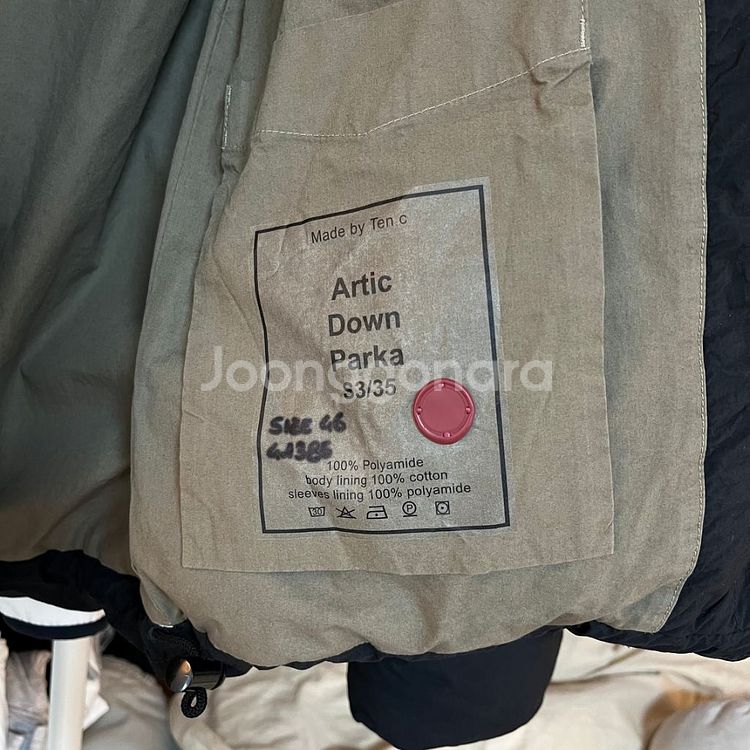 Made by Ten c
Artic
Down
Parka
S3/35
SIZE 46
100% Polyamide
body lining 100% cotton
sleeves lining 100% polyamide
30
P
Joonggonara